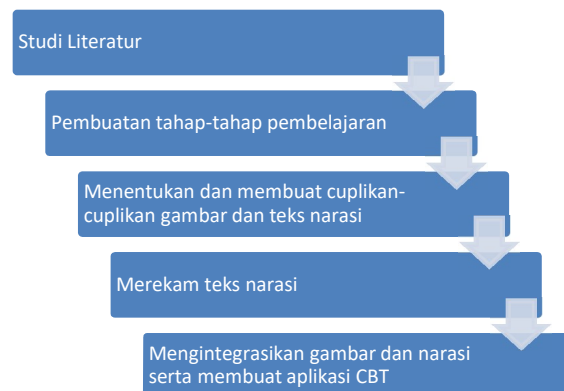 Studi Literatur
Pembuatan tahap-tahap pembelajaran
Menentukan dan membuat cuplikan-
cuplikan gambar dan teks narasi
Merekam teks narasi
Mengintegrasikan gambar dan narasi
serta membuat aplikasi CBT